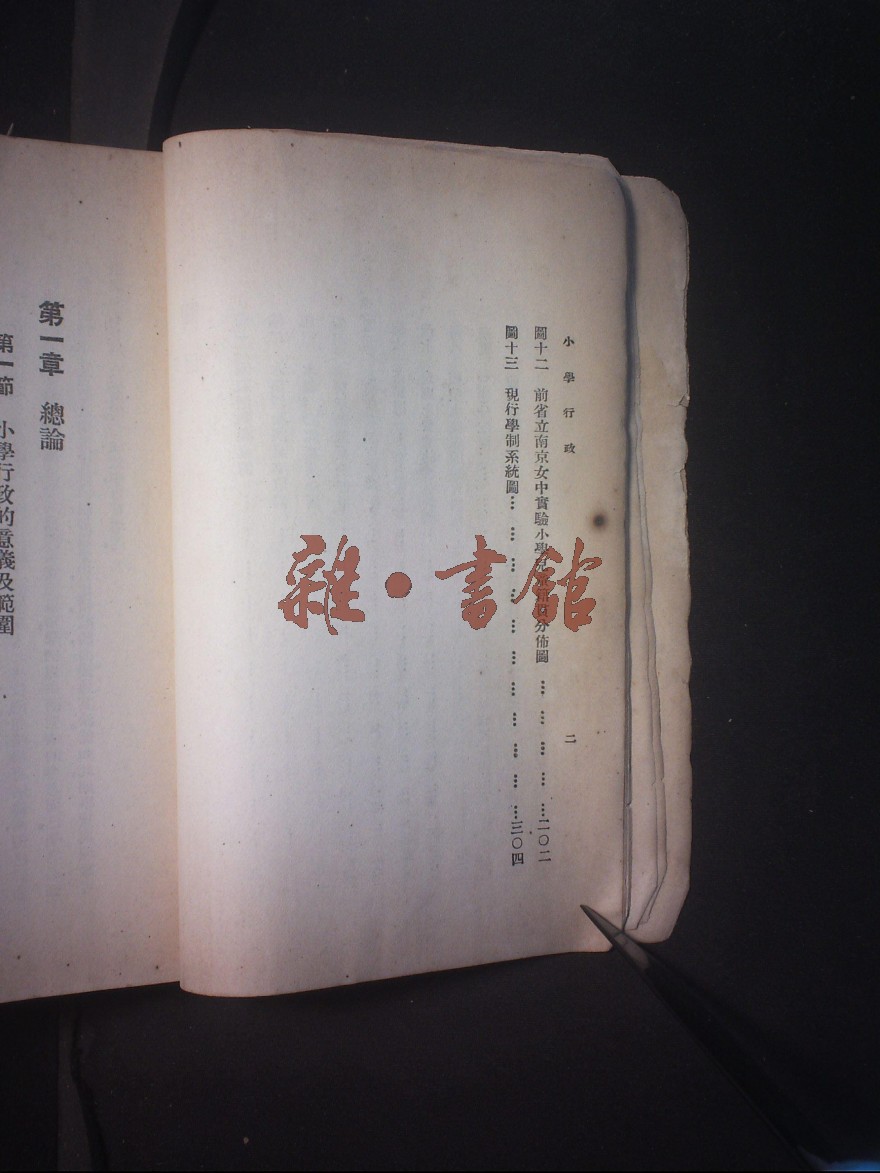 小學行政
二
圖十二 前省立南京女中實驗小學兒童 分佈圖 … … … … …二〇二
圖十三 現行學制系統圖… … … … … … … … … … …三〇四
第一章 總論
第一節 小學行政的意義及範圍
雜·書館